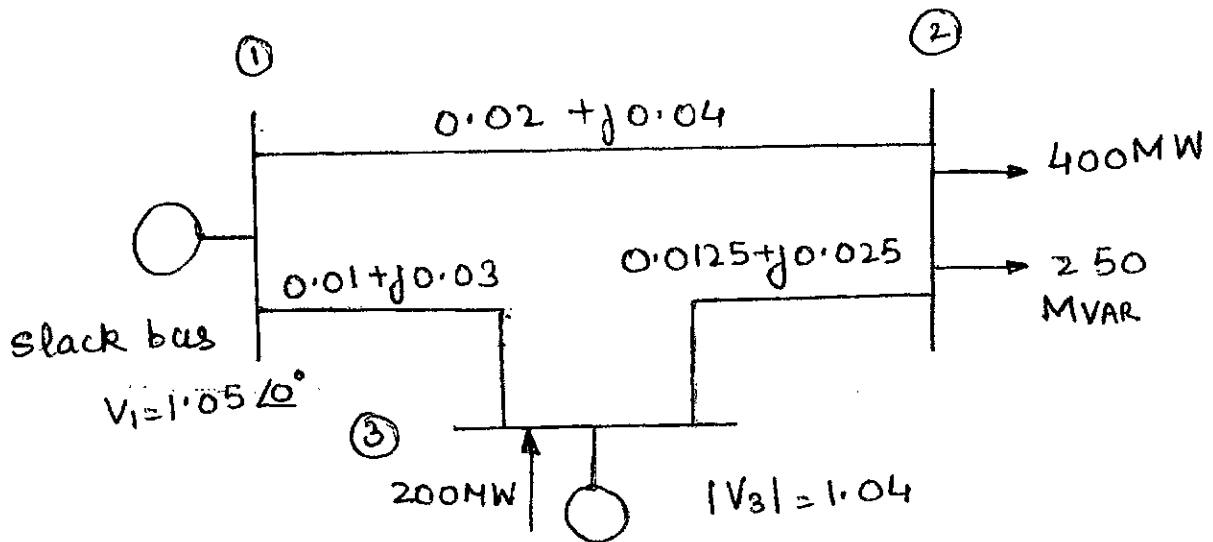 ①
②
0.02 +j0.04
400MW
0.01+j0.03
0.0125+j0.025
250
MVAR
Slack bus
V₁=1.05∠0°
③
200MW
|V₃|=1.04